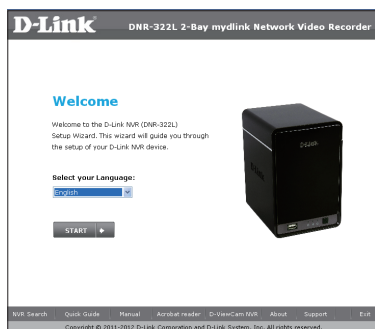 D-Link
DNR-322L 2-Bay mydlink Network Video Recorder
Welcome
Welcome to the D-Link NVR (DNR-322L)
Setup Wizard. This wizard will guide you through
the setup of your D-Link NVR device.
Select your Language:
English
START
D-Link
D-Link
NVR Search Quick Guide Manual Acrobat reader D-ViewCam NVR About Support Exit
Copyright © 2011-2012 D-Link Corporation and D-Link System, Inc. All rights reserved.